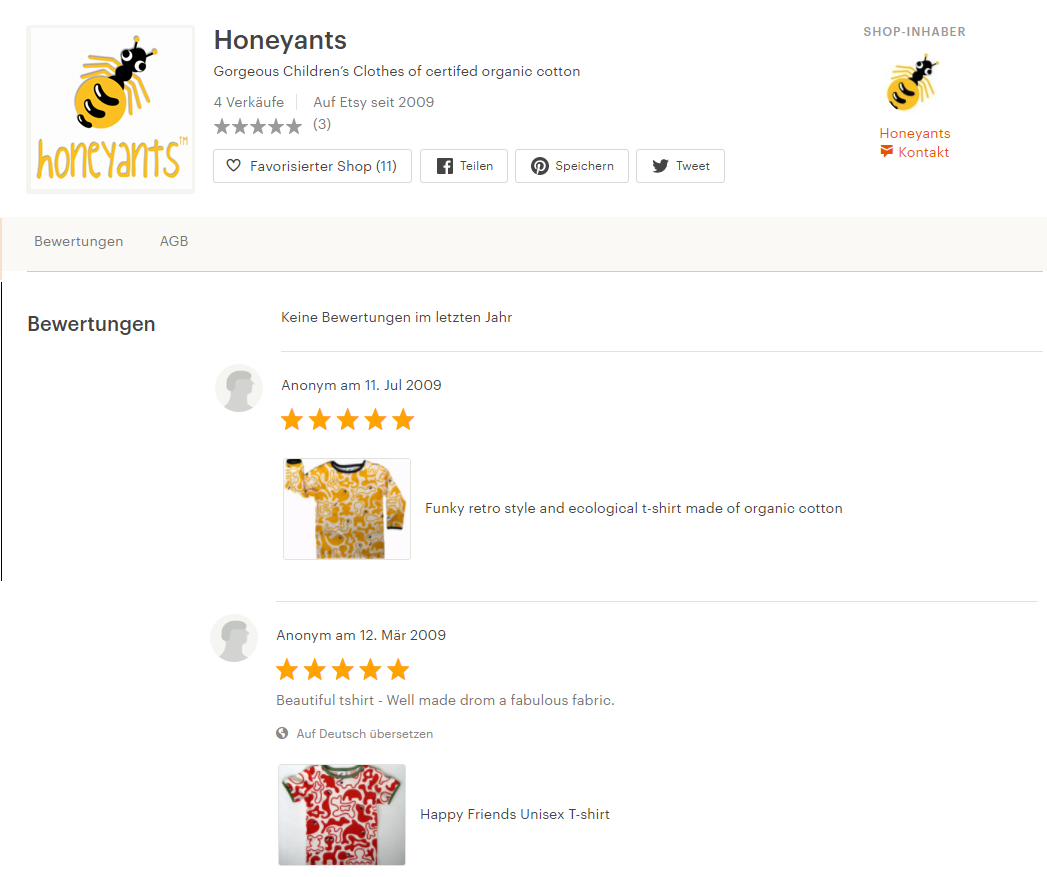 Honeyants
Gorgeous Children's Clothes of certifed organic cotton
4 Verkäufe
Auf Etsy seit 2009
(3)
honeyants™
Favorisierter Shop (11)
Teilen
Speichern
Tweet
SHOP-INHABER
Honeyants
Kontakt
Bewertungen
AGB
Bewertungen
Keine Bewertungen im letzten Jahr
Anonym am 11. Jul 2009
Funky retro style and ecological t-shirt made of organic cotton
Anonym am 12. Mär 2009
Beautiful tshirt - Well made drom a fabulous fabric.
Auf Deutsch übersetzen
Happy Friends Unisex T-shirt